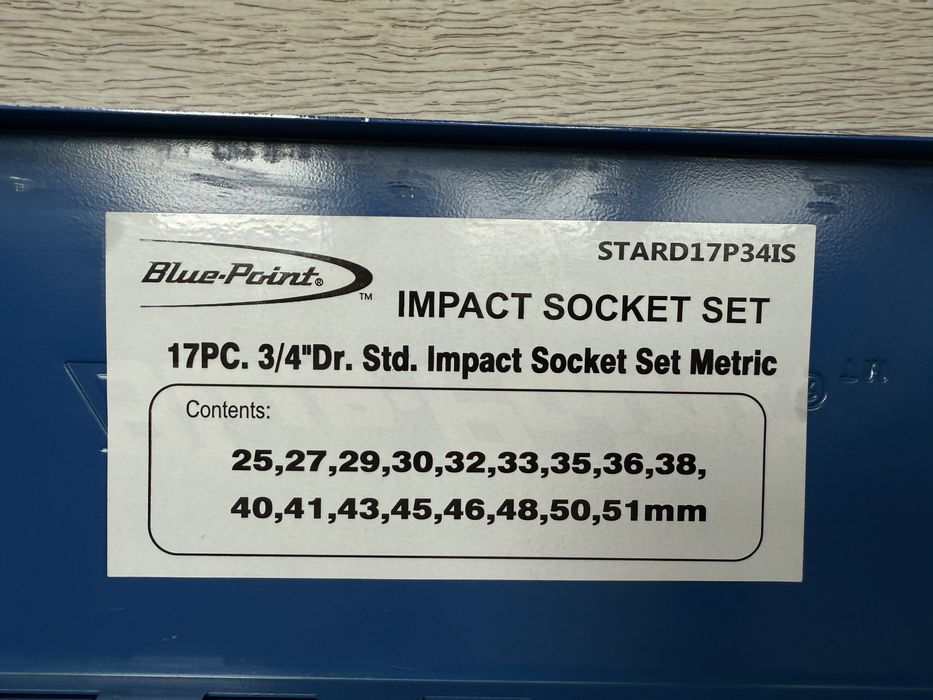 STARD17P34IS
Blue-Point®™
IMPACT SOCKET SET
17PC. 3/4"Dr. Std. Impact Socket Set Metric
Contents:
25,27,29,30,32,33,35,36,38,
40,41,43,45,46,48,50,51mm